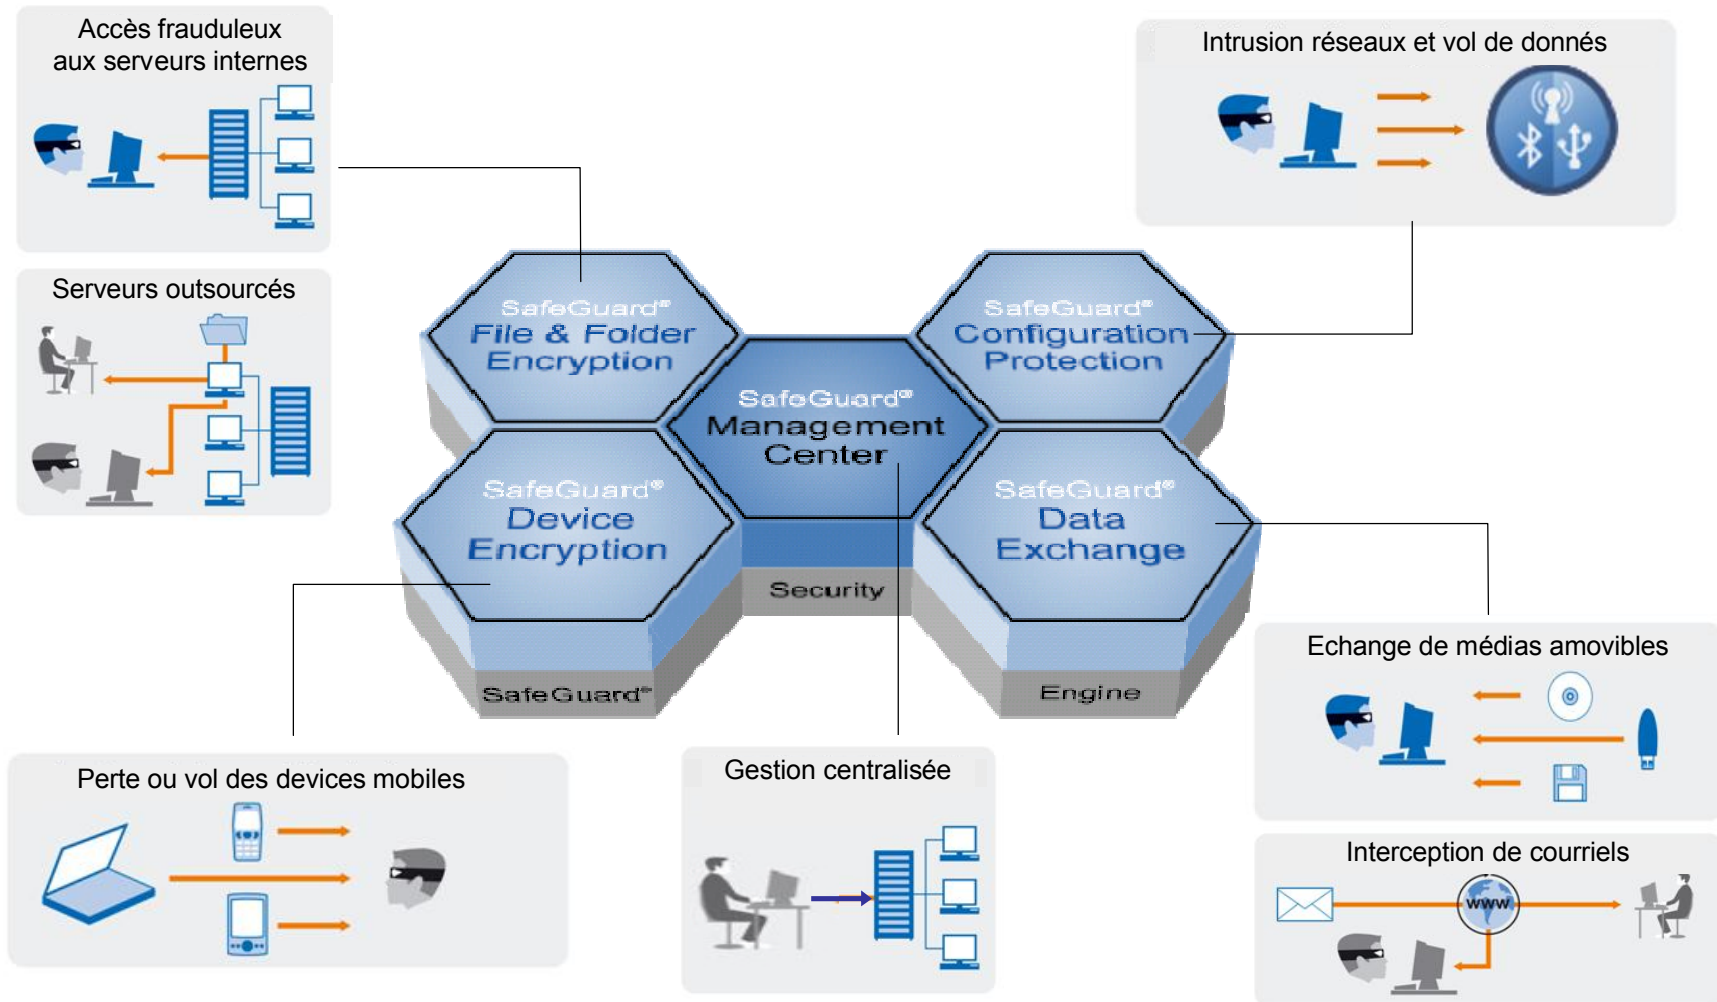 Accès frauduleux
aux serveurs internes
Intrusion réseaux et vol de donnés
Serveurs outsourcés
SafeGuard®
File & Folder
Encryption
SafeGuard®
Configuration
Protection
SafeGuard®
Management
Center
SafeGuard®
Device
Encryption
SafeGuard®
Data
Exchange
Security
SafeGuard®
Engine
Echange de médias amovibles
Perte ou vol des devices mobiles
Gestion centralisée
Interception de courriels
www